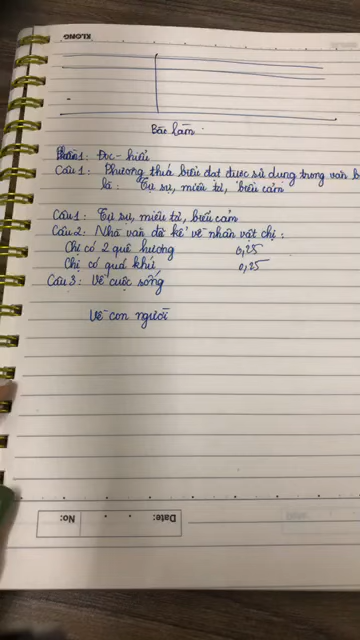 KLONG
Bài làm
Phần 1: Đọc - hiểu
Câu 1: Phương thức biểu đạt được sử dụng trong văn b
là: Tự sự, miêu tả, biểu cảm
Câu 1: Tự sự, miêu tả, biểu cảm
Câu 2: Nhà văn đã kể về nhân vật chị:
Chị có 2 quê hương 0,25
Chị có quá khứ 0,25
Câu 3: Về cuộc sống
Về con người
No: Date: